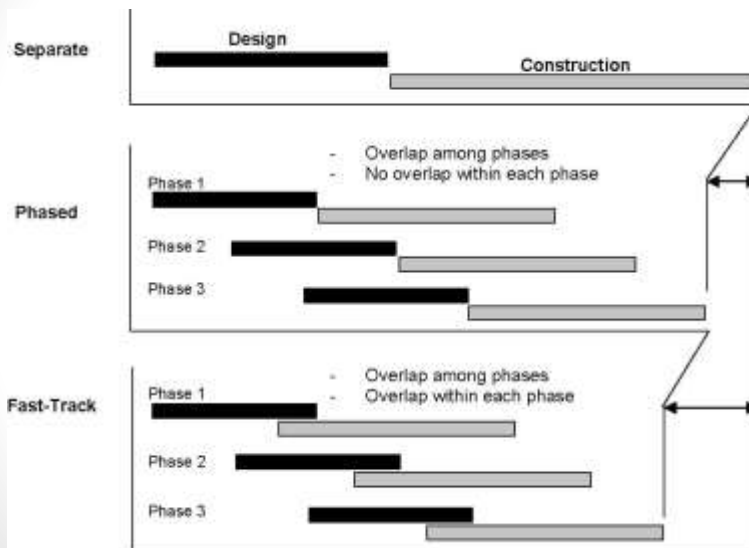 Separate
Design
Construction
Phased
- Overlap among phases
- No overlap within each phase
Phase 1
Phase 2
Phase 3
Fast-Track
- Overlap among phases
- Overlap within each phase
Phase 1
Phase 2
Phase 3